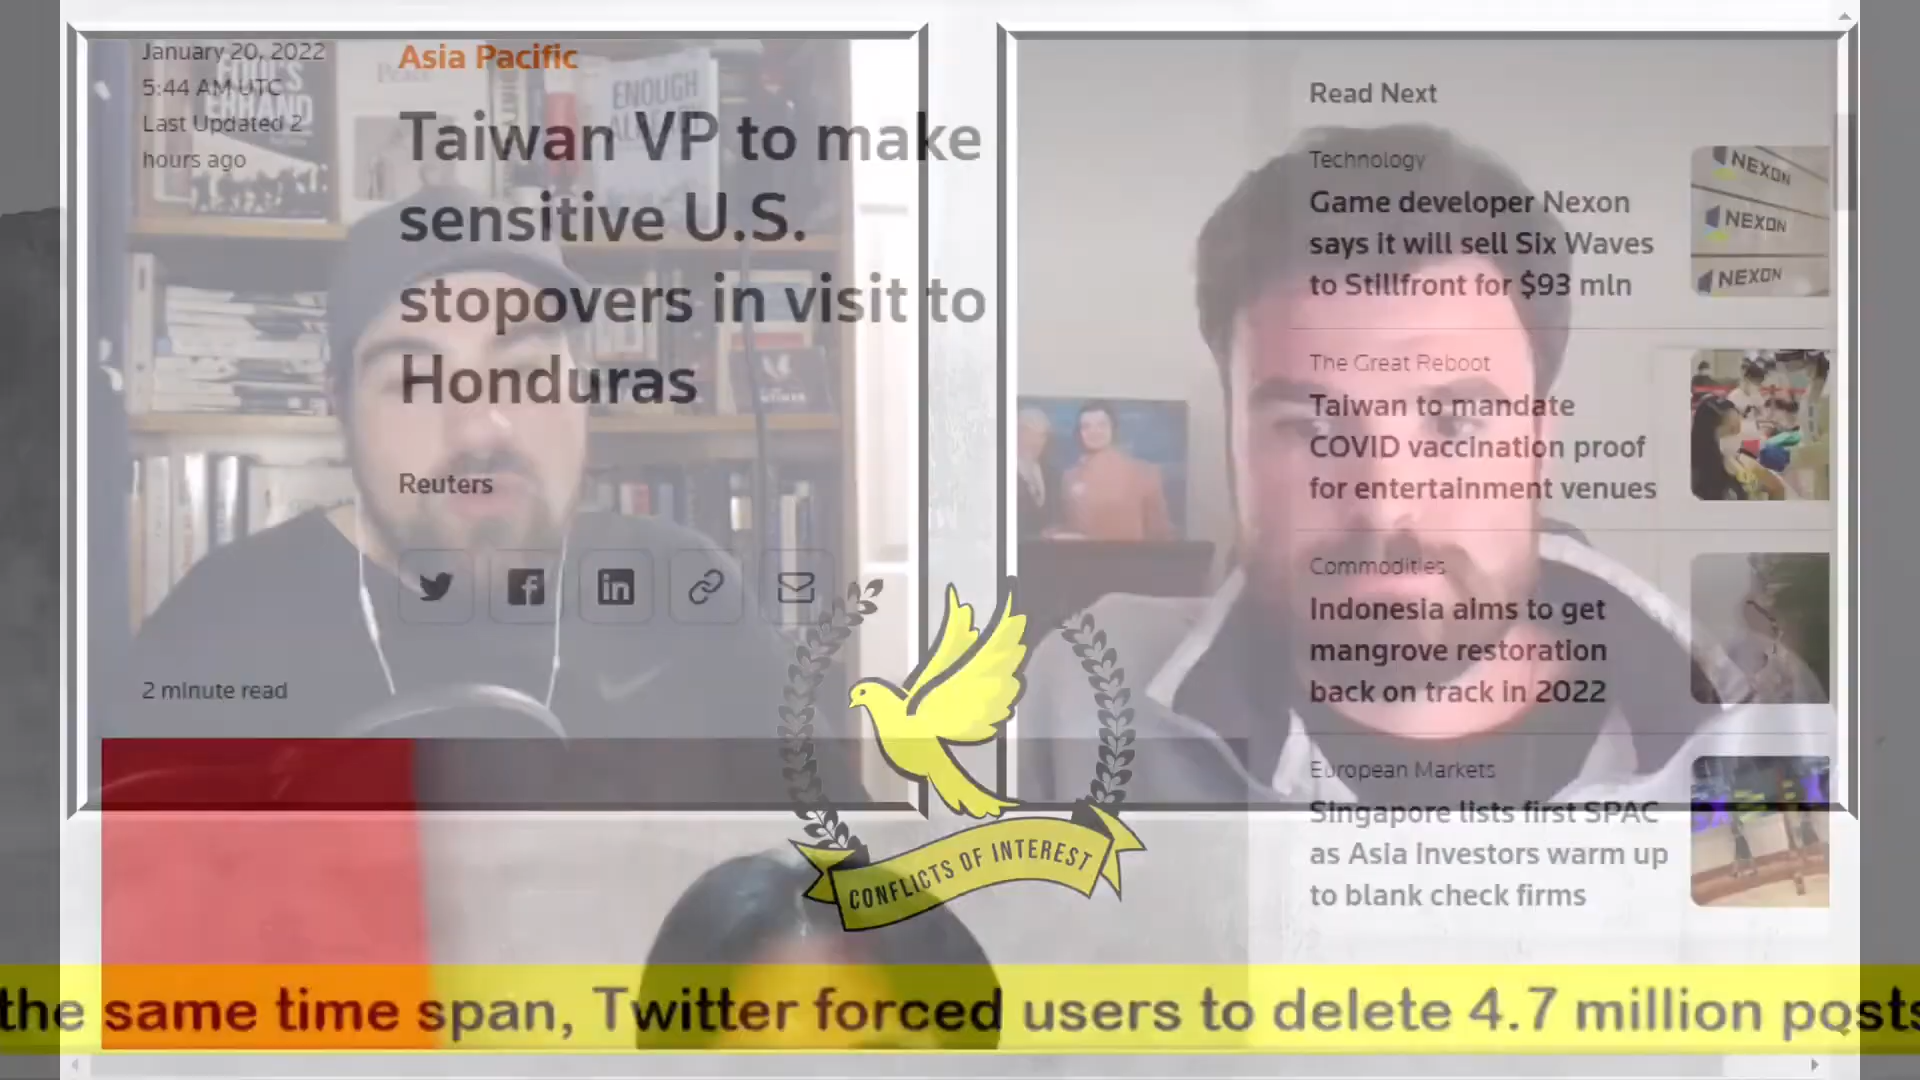 January 20, 2022
5:44 AM UTC
Last Updated 2
hours ago
Asia Pacific
Taiwan VP to make
sensitive U.S.
stopovers in visit to
Honduras
Reuters
2 minute read
ENOUGH
ALREADY
Read Next
Technology
Game developer Nexon
says it will sell Six Waves
to Stillfront for $93 mln
NEXON
NEXON
NEXON
The Great Reboot
Taiwan to mandate
COVID vaccination proof
for entertainment venues
Commodities
Indonesia aims to get
mangrove restoration
back on track in 2022
European Markets
Singapore lists first SPAC
as Asia investors warm up
to blank check firms
CONFLICTS OF INTEREST
the same time span, Twitter forced users to delete 4.7 million posts